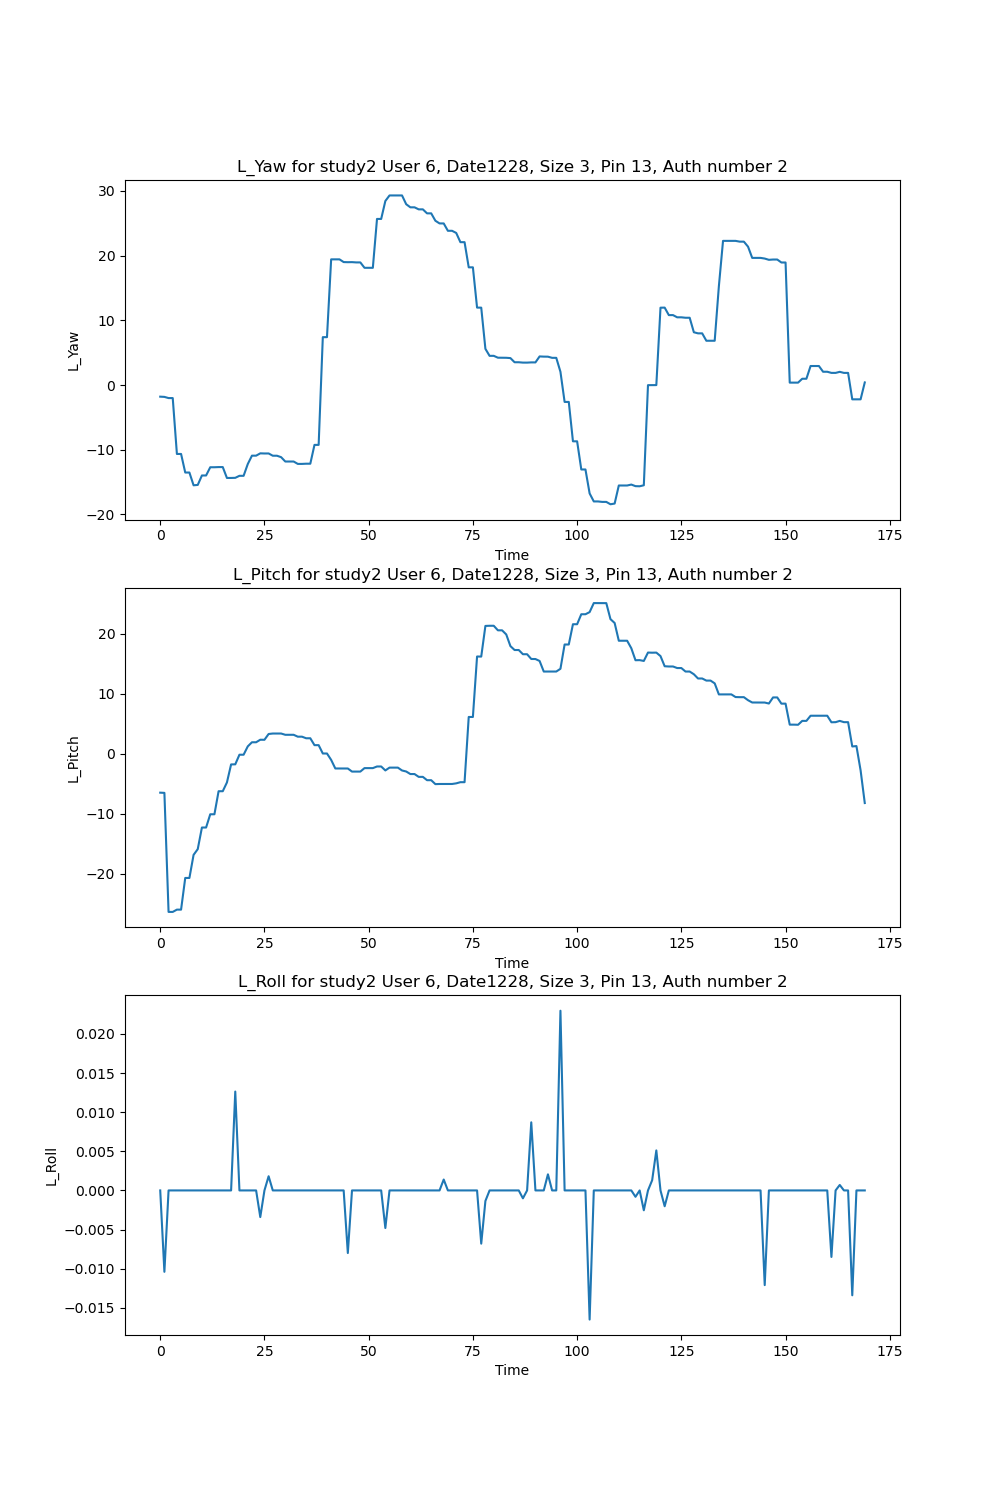 L_Yaw for study2 User 6, Date1228, Size 3, Pin 13, Auth number 2
30
20
10
0
−10
−20
L_Yaw
0 25 50 75 100 125 150 175
Time
L_Pitch for study2 User 6, Date1228, Size 3, Pin 13, Auth number 2
20
10
0
−10
−20
L_Pitch
0 25 50 75 100 125 150 175
Time
L_Roll for study2 User 6, Date1228, Size 3, Pin 13, Auth number 2
0.020
0.015
0.010
0.005
0.000
−0.005
−0.010
−0.015
L_Roll
0 25 50 75 100 125 150 175
Time